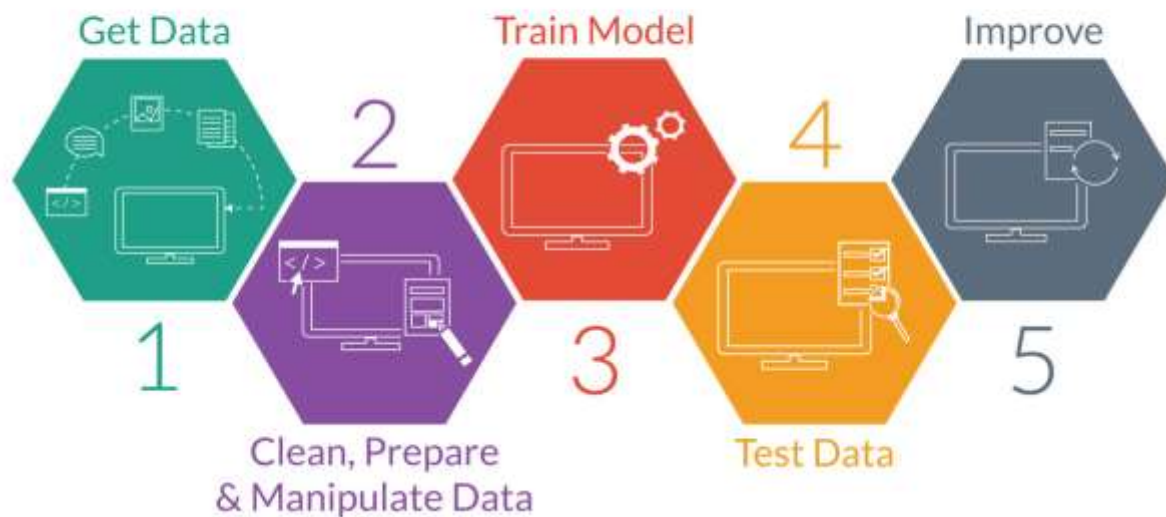 Get Data
1
2
Clean, Prepare
& Manipulate Data
Train Model
3
4
Test Data
Improve
5